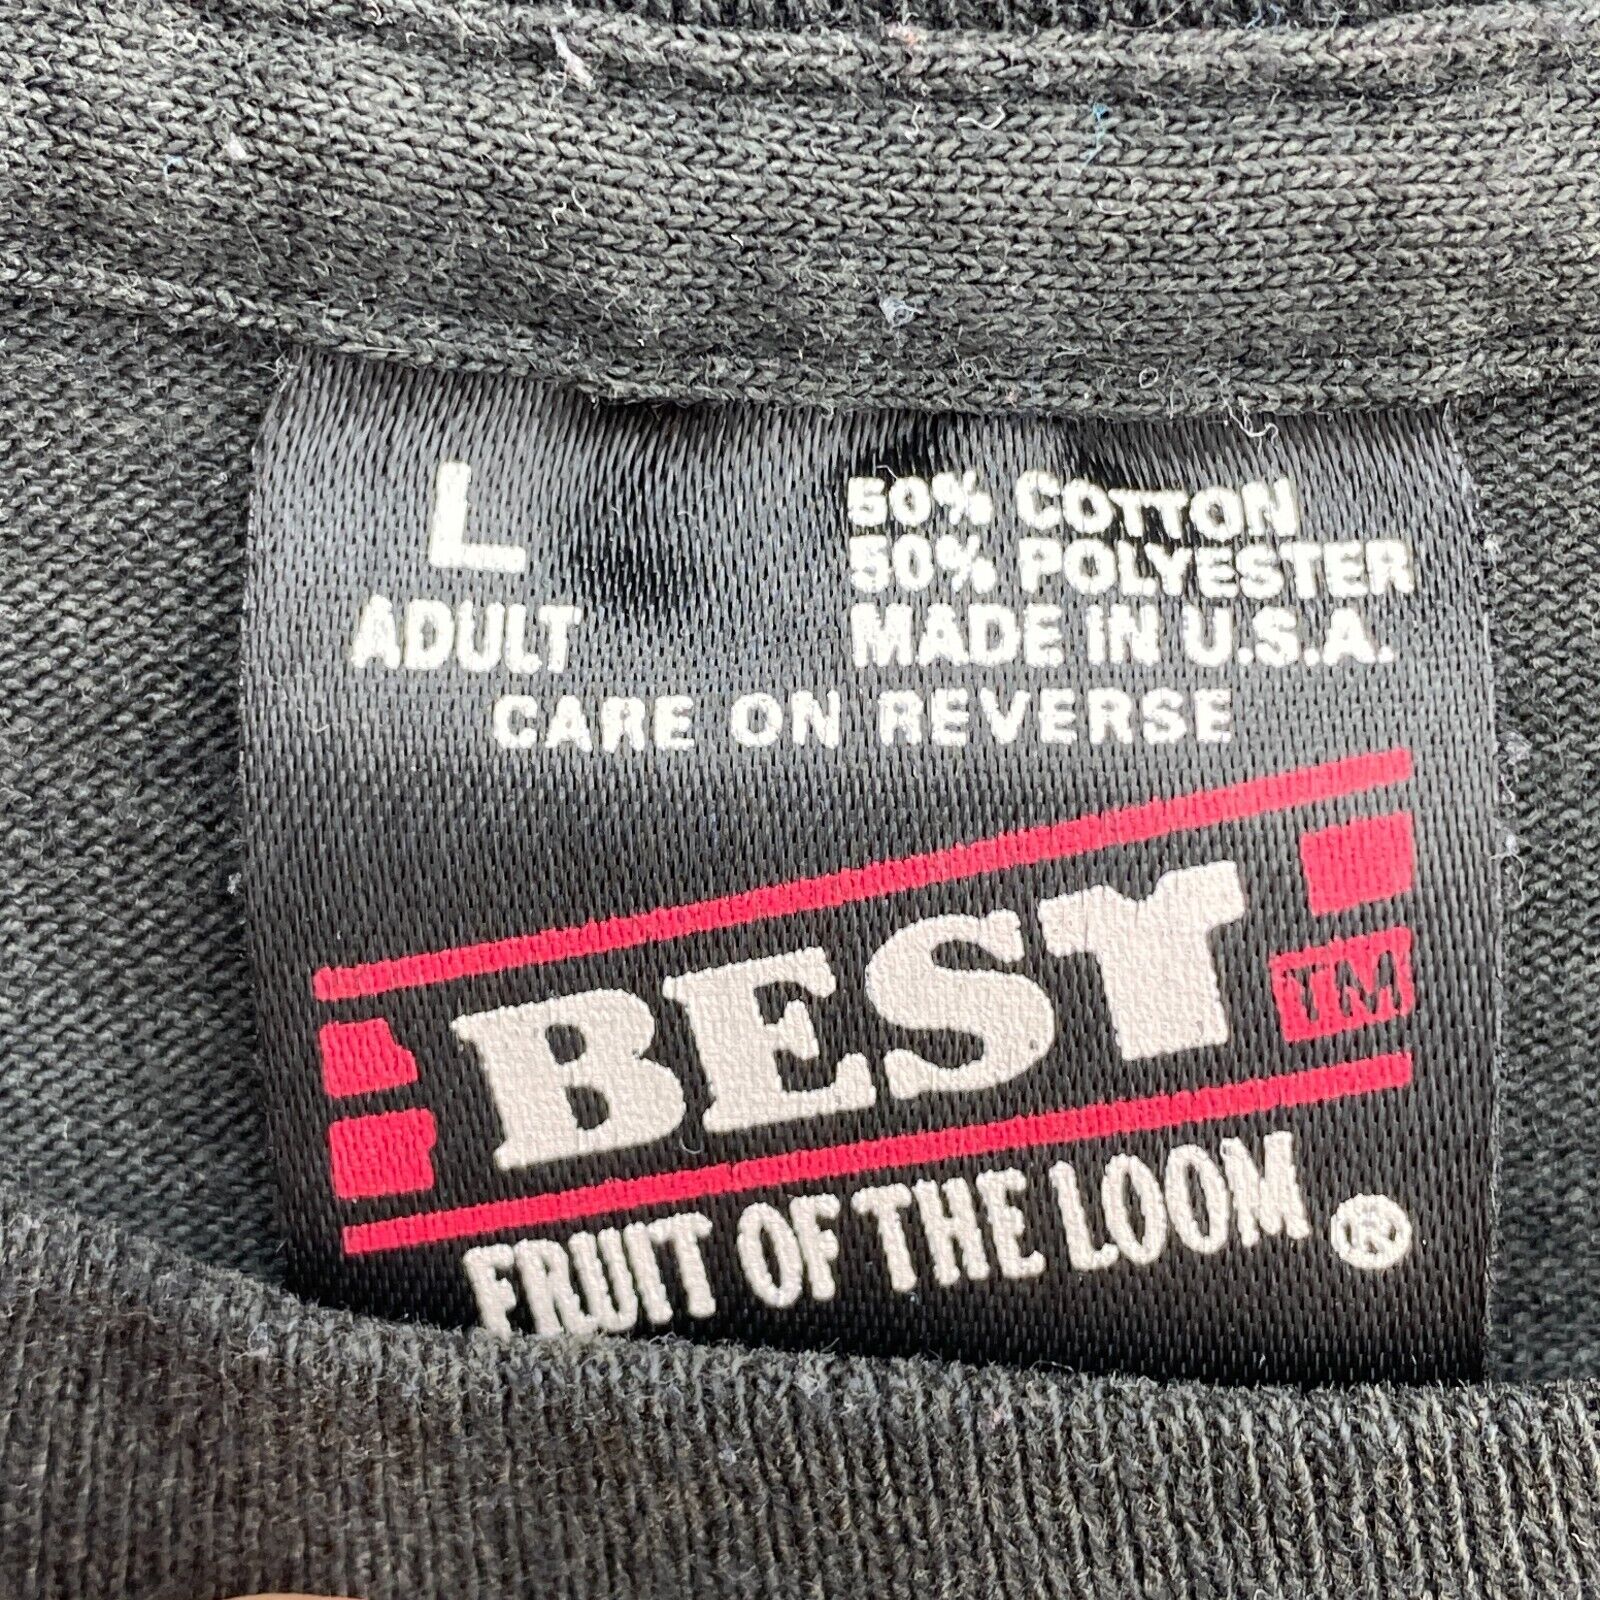 L
ADULT
50% COTTON
50% POLYESTER
MADE IN U.S.A.
CARE ON REVERSE
BEST TM
FRUIT OF THE LOOM ®